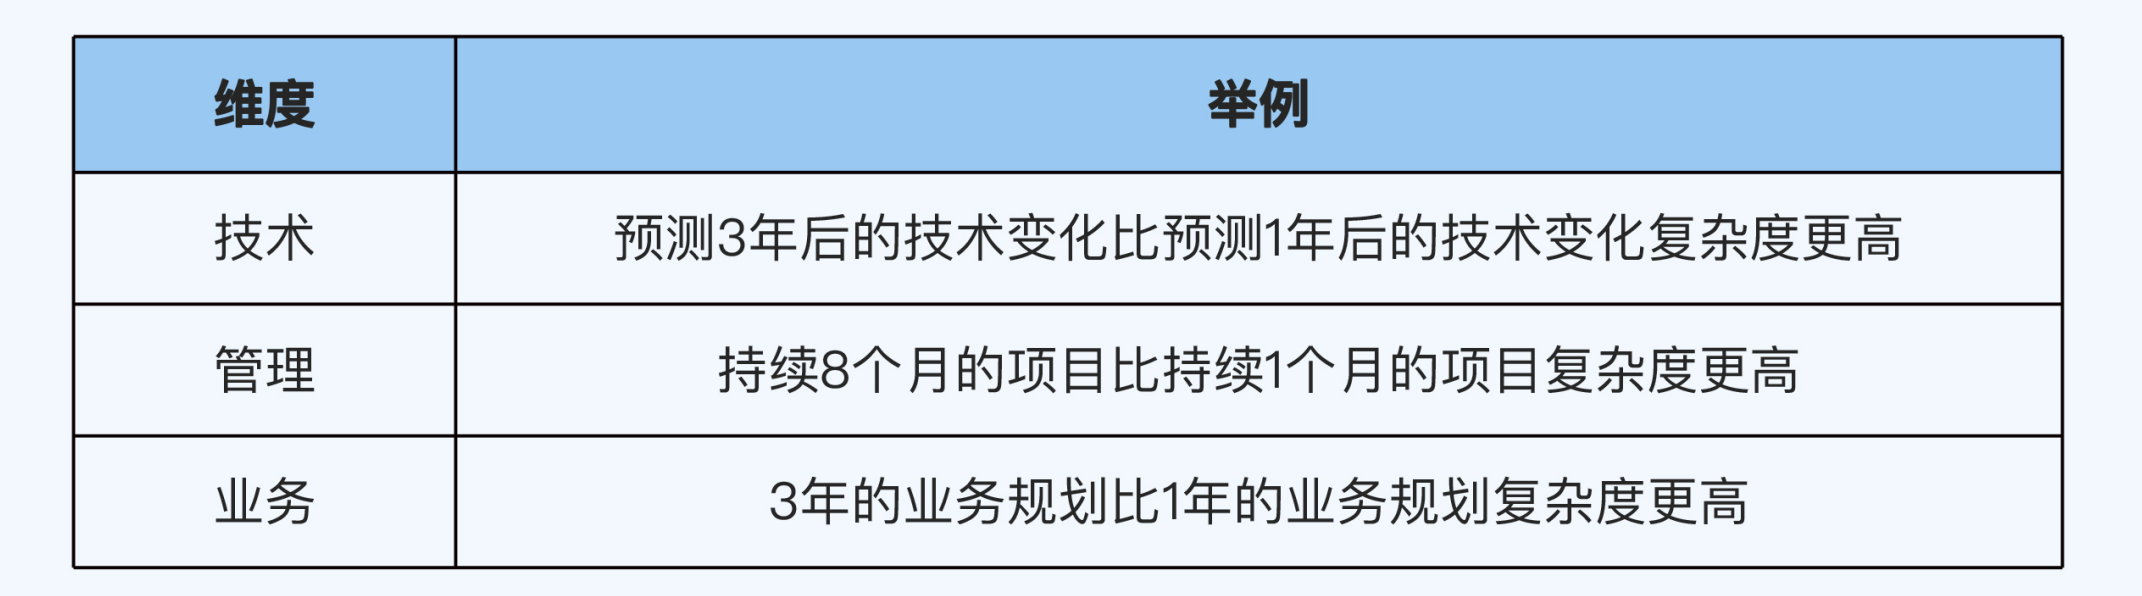 维度 举例
技术 预测3年后的技术变化比预测1年后的技术变化复杂度更高
管理 持续8个月的项目比持续1个月的项目复杂度更高
业务 3年的业务规划比1年的业务规划复杂度更高